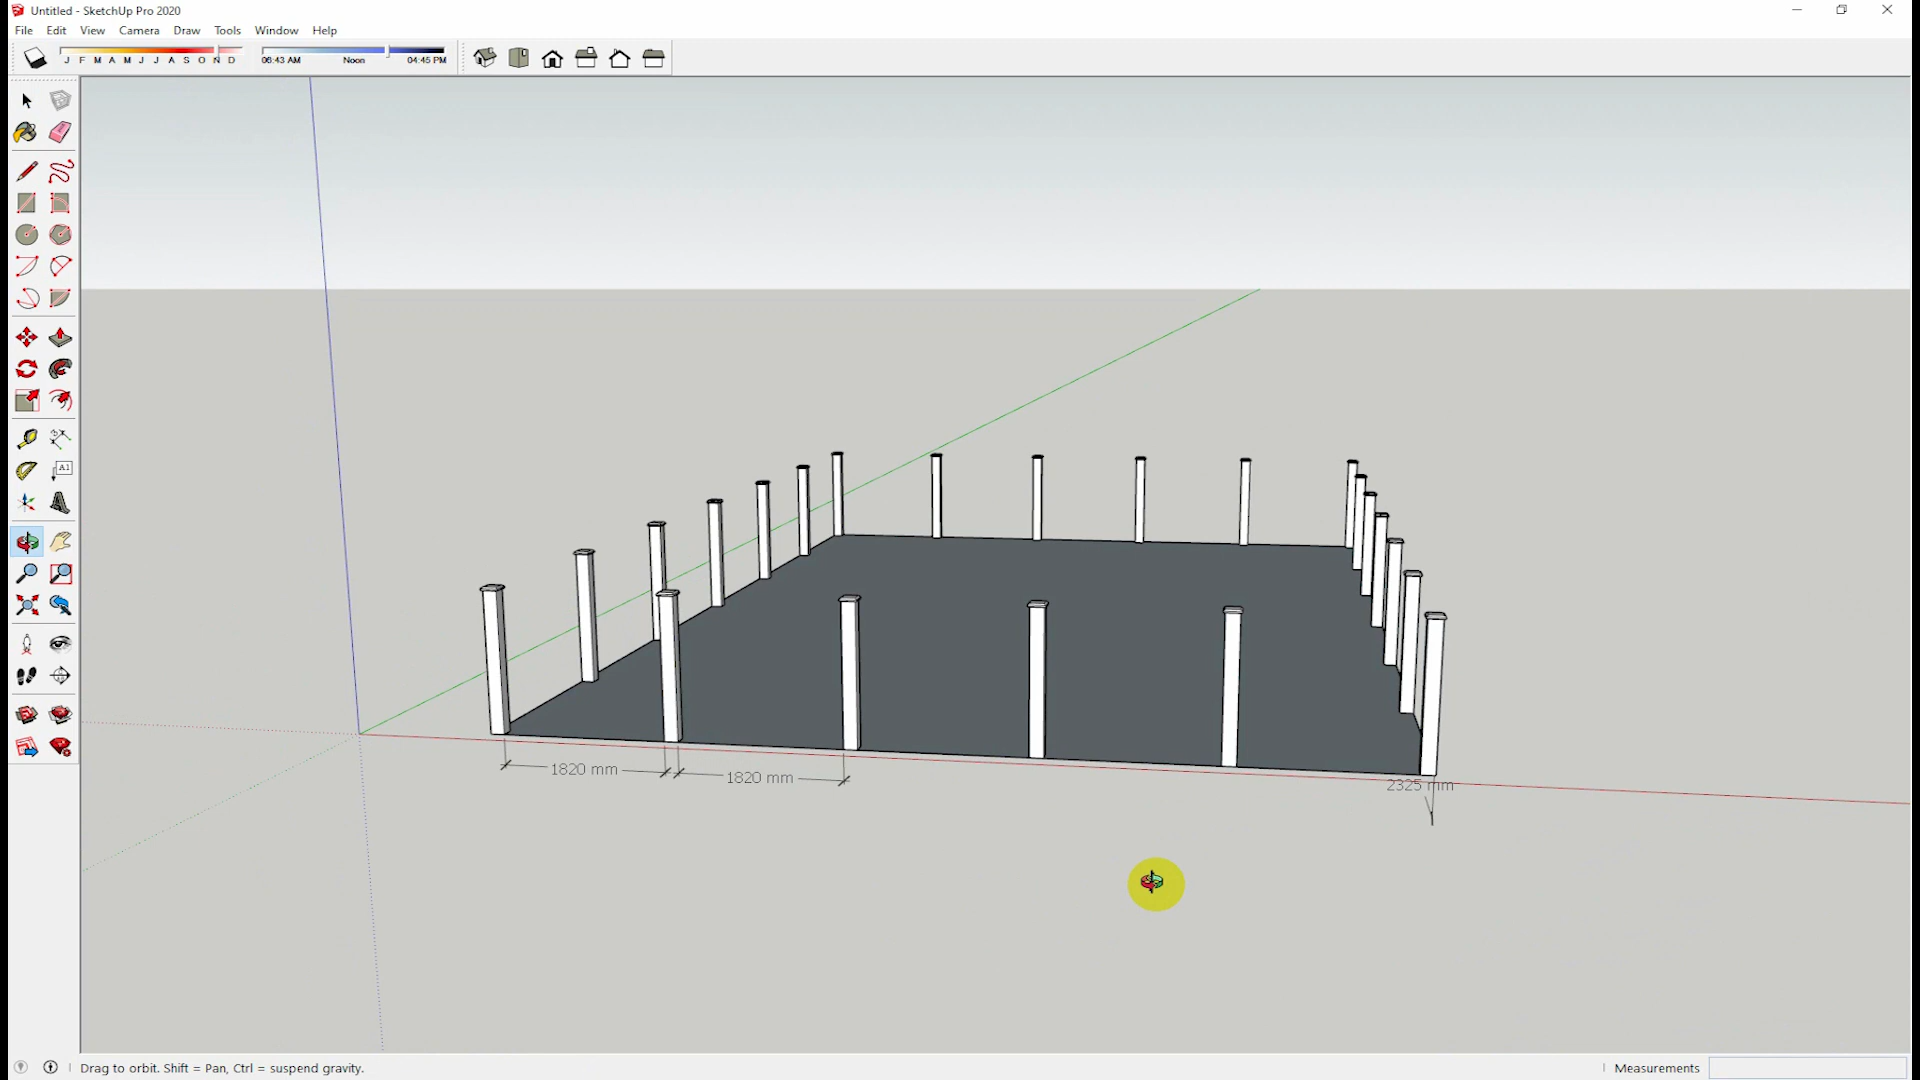 Untitled - SketchUp Pro 2020
File Edit View Camera Draw Tools Window Help
J F M A M J J A S O N D
06:43 AM Noon 04:45 PM
A1
1820 mm
1820 mm
2325 mm
Drag to orbit. Shift = Pan, Ctrl = suspend gravity.
Measurements